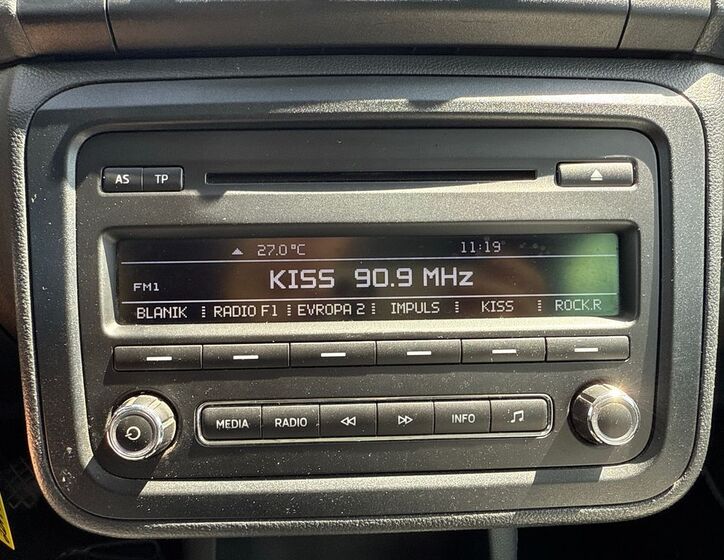 AS TP
27.0°C 11:19
FM1 KISS 90.9 MHz
BLANIK RADIO F1 EVROPA 2 IMPULS KISS ROCK.R
MEDIA RADIO INFO